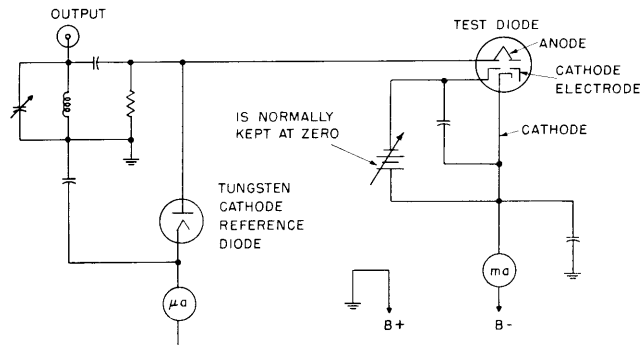 OUTPUT
TEST DIODE
ANODE
CATHODE
ELECTRODE
IS NORMALLY
KEPT AT ZERO
CATHODE
TUNGSTEN
CATHODE
REFERENCE
DIODE
μa
ma
B+
B-